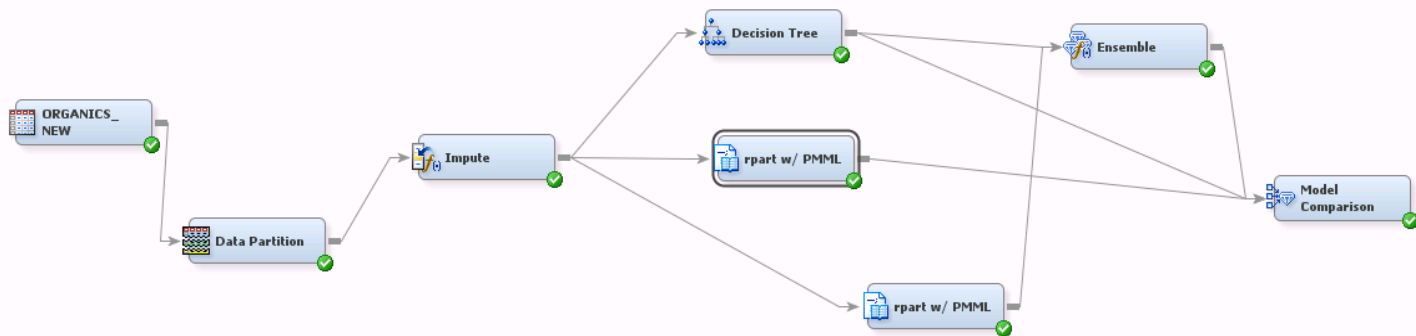 Decision Tree
Ensemble
ORGANICS_
NEW
Impute
rpart w/ PMML
Model
Comparison
Data Partition
rpart w/ PMML